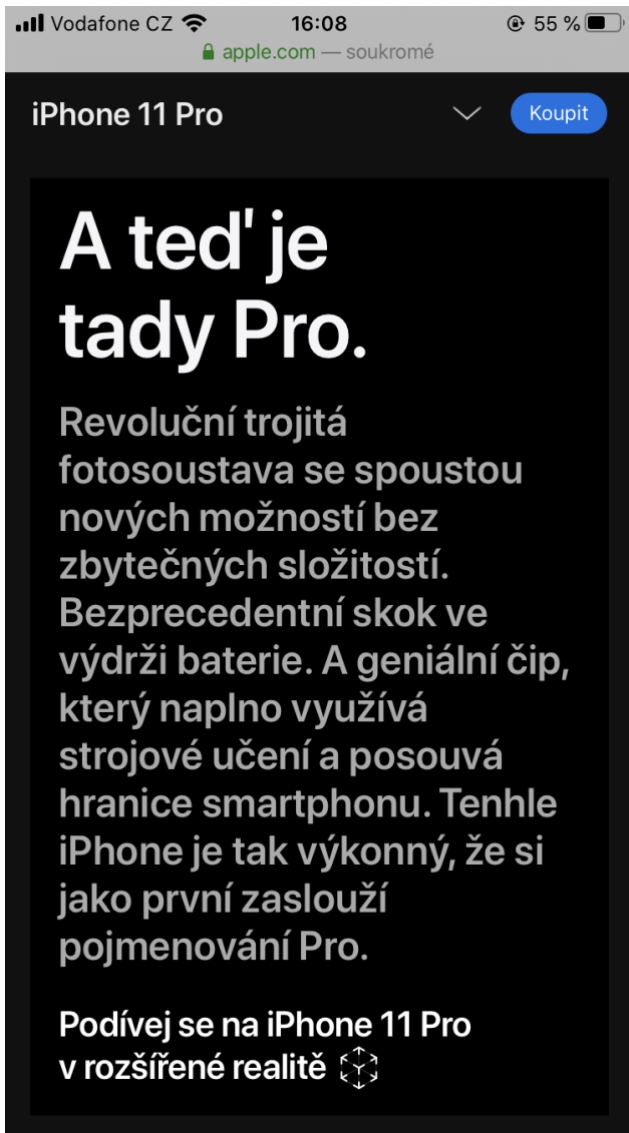 Vodafone CZ 16:08 55 %
apple.com — soukromé
iPhone 11 Pro Koupit
A teď je
tady Pro.
Revoluční trojitá
fotosoustava se spoustou
nových možností bez
zbytečných složitostí.
Bezprecedentní skok ve
výdrži baterie. A geniální čip,
který naplno využívá
strojové učení a posouvá
hranice smartphonu. Tenhle
iPhone je tak výkonný, že si
jako první zaslouží
pojmenování Pro.
Podívej se na iPhone 11 Pro
v rozšířené realitě